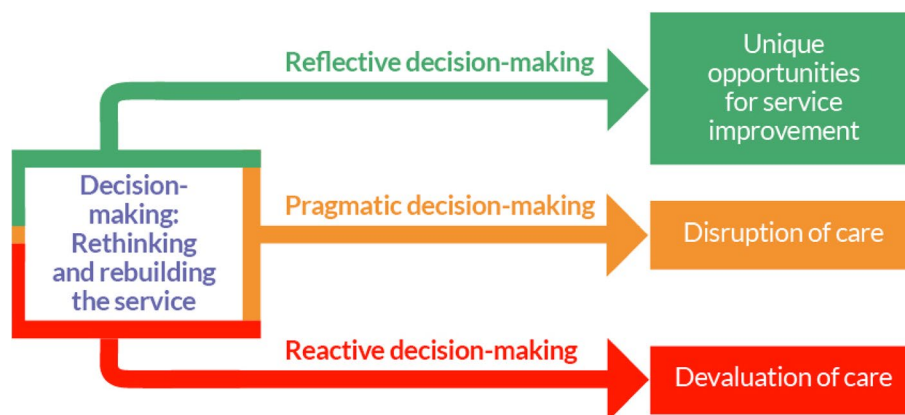 Reflective decision-making
Unique
opportunities
for service
improvement
Decision-
making:
Rethinking
and rebuilding
the service
Pragmatic decision-making
Disruption of care
Reactive decision-making
Devaluation of care